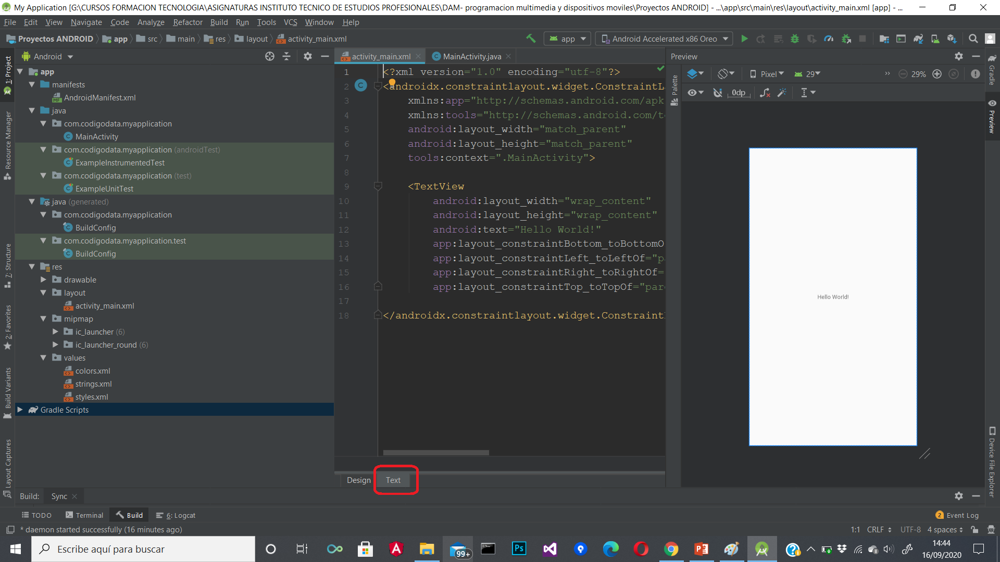 My Application [G:\CURSOS FORMACION TECNOLOGIA\ASIGNATURAS INSTITUTO TECNICO DE ESTUDIOS PROFESIONALES\DAM- programacion multimedia y dispositivos moviles\Proyectos ANDROID] - ...\app\src\main\res\layout\activity_main.xml [app] - ...
File Edit View Navigate Code Analyze Refactor Build Run Tools VCS Window Help
Proyectos ANDROID app src main res layout activity_main.xml app Android Accelerated x86 Oreo
Android
activity_main.xml MainActivity.java
Preview
1: Project
Resource Manager
7: Structure
2: Favorites
Build Variants
Layout Captures
app
manifests
MF AndroidManifest.xml
java
com.codigodata.myapplication
C MainActivity
com.codigodata.myapplication (androidTest)
C ExampleInstrumentedTest
com.codigodata.myapplication (test)
C ExampleUnitTest
java (generated)
com.codigodata.myapplication
C BuildConfig
com.codigodata.myapplication.test
C BuildConfig
res
drawable
layout
activity_main.xml
mipmap
ic_launcher (6)
ic_launcher_round (6)
values
colors.xml
strings.xml
styles.xml
Gradle Scripts
1 <?xml version="1.0" encoding="utf-8"?>
2 C <androidx.constraintlayout.widget.ConstraintLa
3 xmlns:app="http://schemas.android.com/apk
4 xmlns:tools="http://schemas.android.com/to
5 android:layout_width="match_parent"
6 android:layout_height="match_parent"
7 tools:context=".MainActivity">
8
9 <TextView
10 android:layout_width="wrap_content"
11 android:layout_height="wrap_content"
12 android:text="Hello World!"
13 app:layout_constraintBottom_toBottomO
14 app:layout_constraintLeft_toLeftOf="pa
15 app:layout_constraintRight_toRightOf=
16 app:layout_constraintTop_toTopOf="pare
17
18 </androidx.constraintlayout.widget.ConstraintL
Design Text
Palette
Pixel 29 » 29%
0dp
Hello World!
Gradle
Preview
Device File Explorer
Build: Sync
TODO Terminal Build 6: Logcat 2 Event Log
* daemon started successfully (16 minutes ago) 1:1 CRLF UTF-8 4 spaces
Escribe aquí para buscar
99+
Ps
14:44
16/09/2020